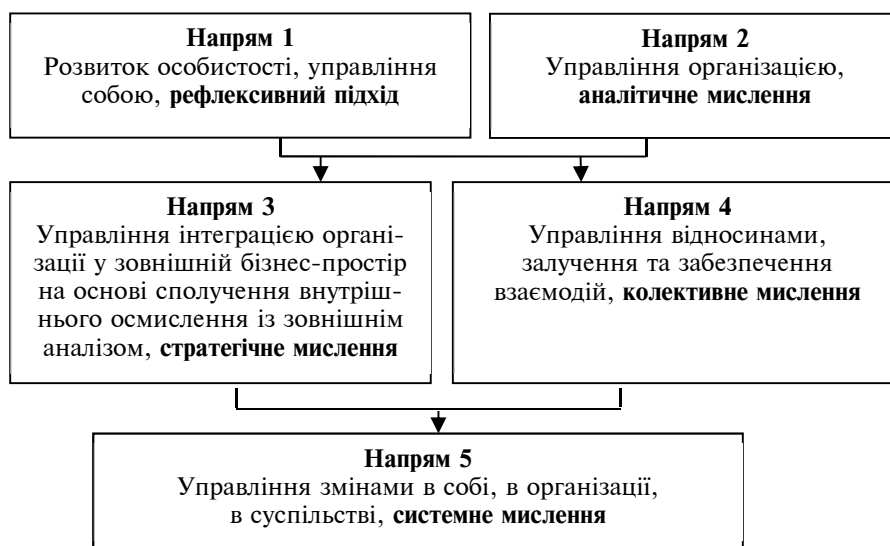 Напрям 1
Розвиток особистості, управління
собою, рефлексивний підхід
Напрям 2
Управління організацією,
аналітичне мислення
Напрям 3
Управління інтеграцією органі-
зації у зовнішній бізнес-простір
на основі сполучення внутріш-
нього осмислення із зовнішнім
аналізом, стратегічне мислення
Напрям 4
Управління відносинами,
залучення та забезпечення
взаємодій, колективне мислення
Напрям 5
Управління змінами в собі, в організації,
в суспільстві, системне мислення